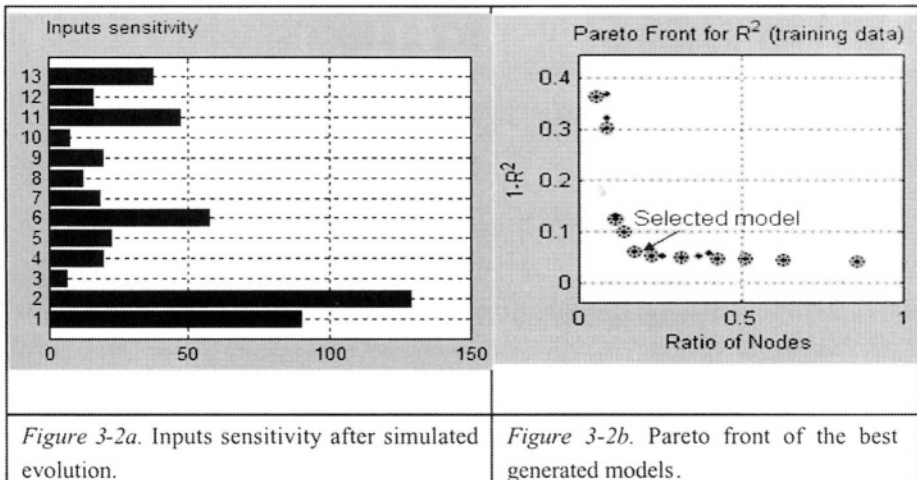 Inputs sensitivity
13
12
11
10
9
8
7
6
5
4
3
2
1
0 50 100 150
Pareto Front for R² (training data)
0.4
0.3
0.2
0.1
0
1-R²
Selected model
0 0.5 1
Ratio of Nodes
Figure 3-2a. Inputs sensitivity after simulated
evolution.
Figure 3-2b. Pareto front of the best
generated models.